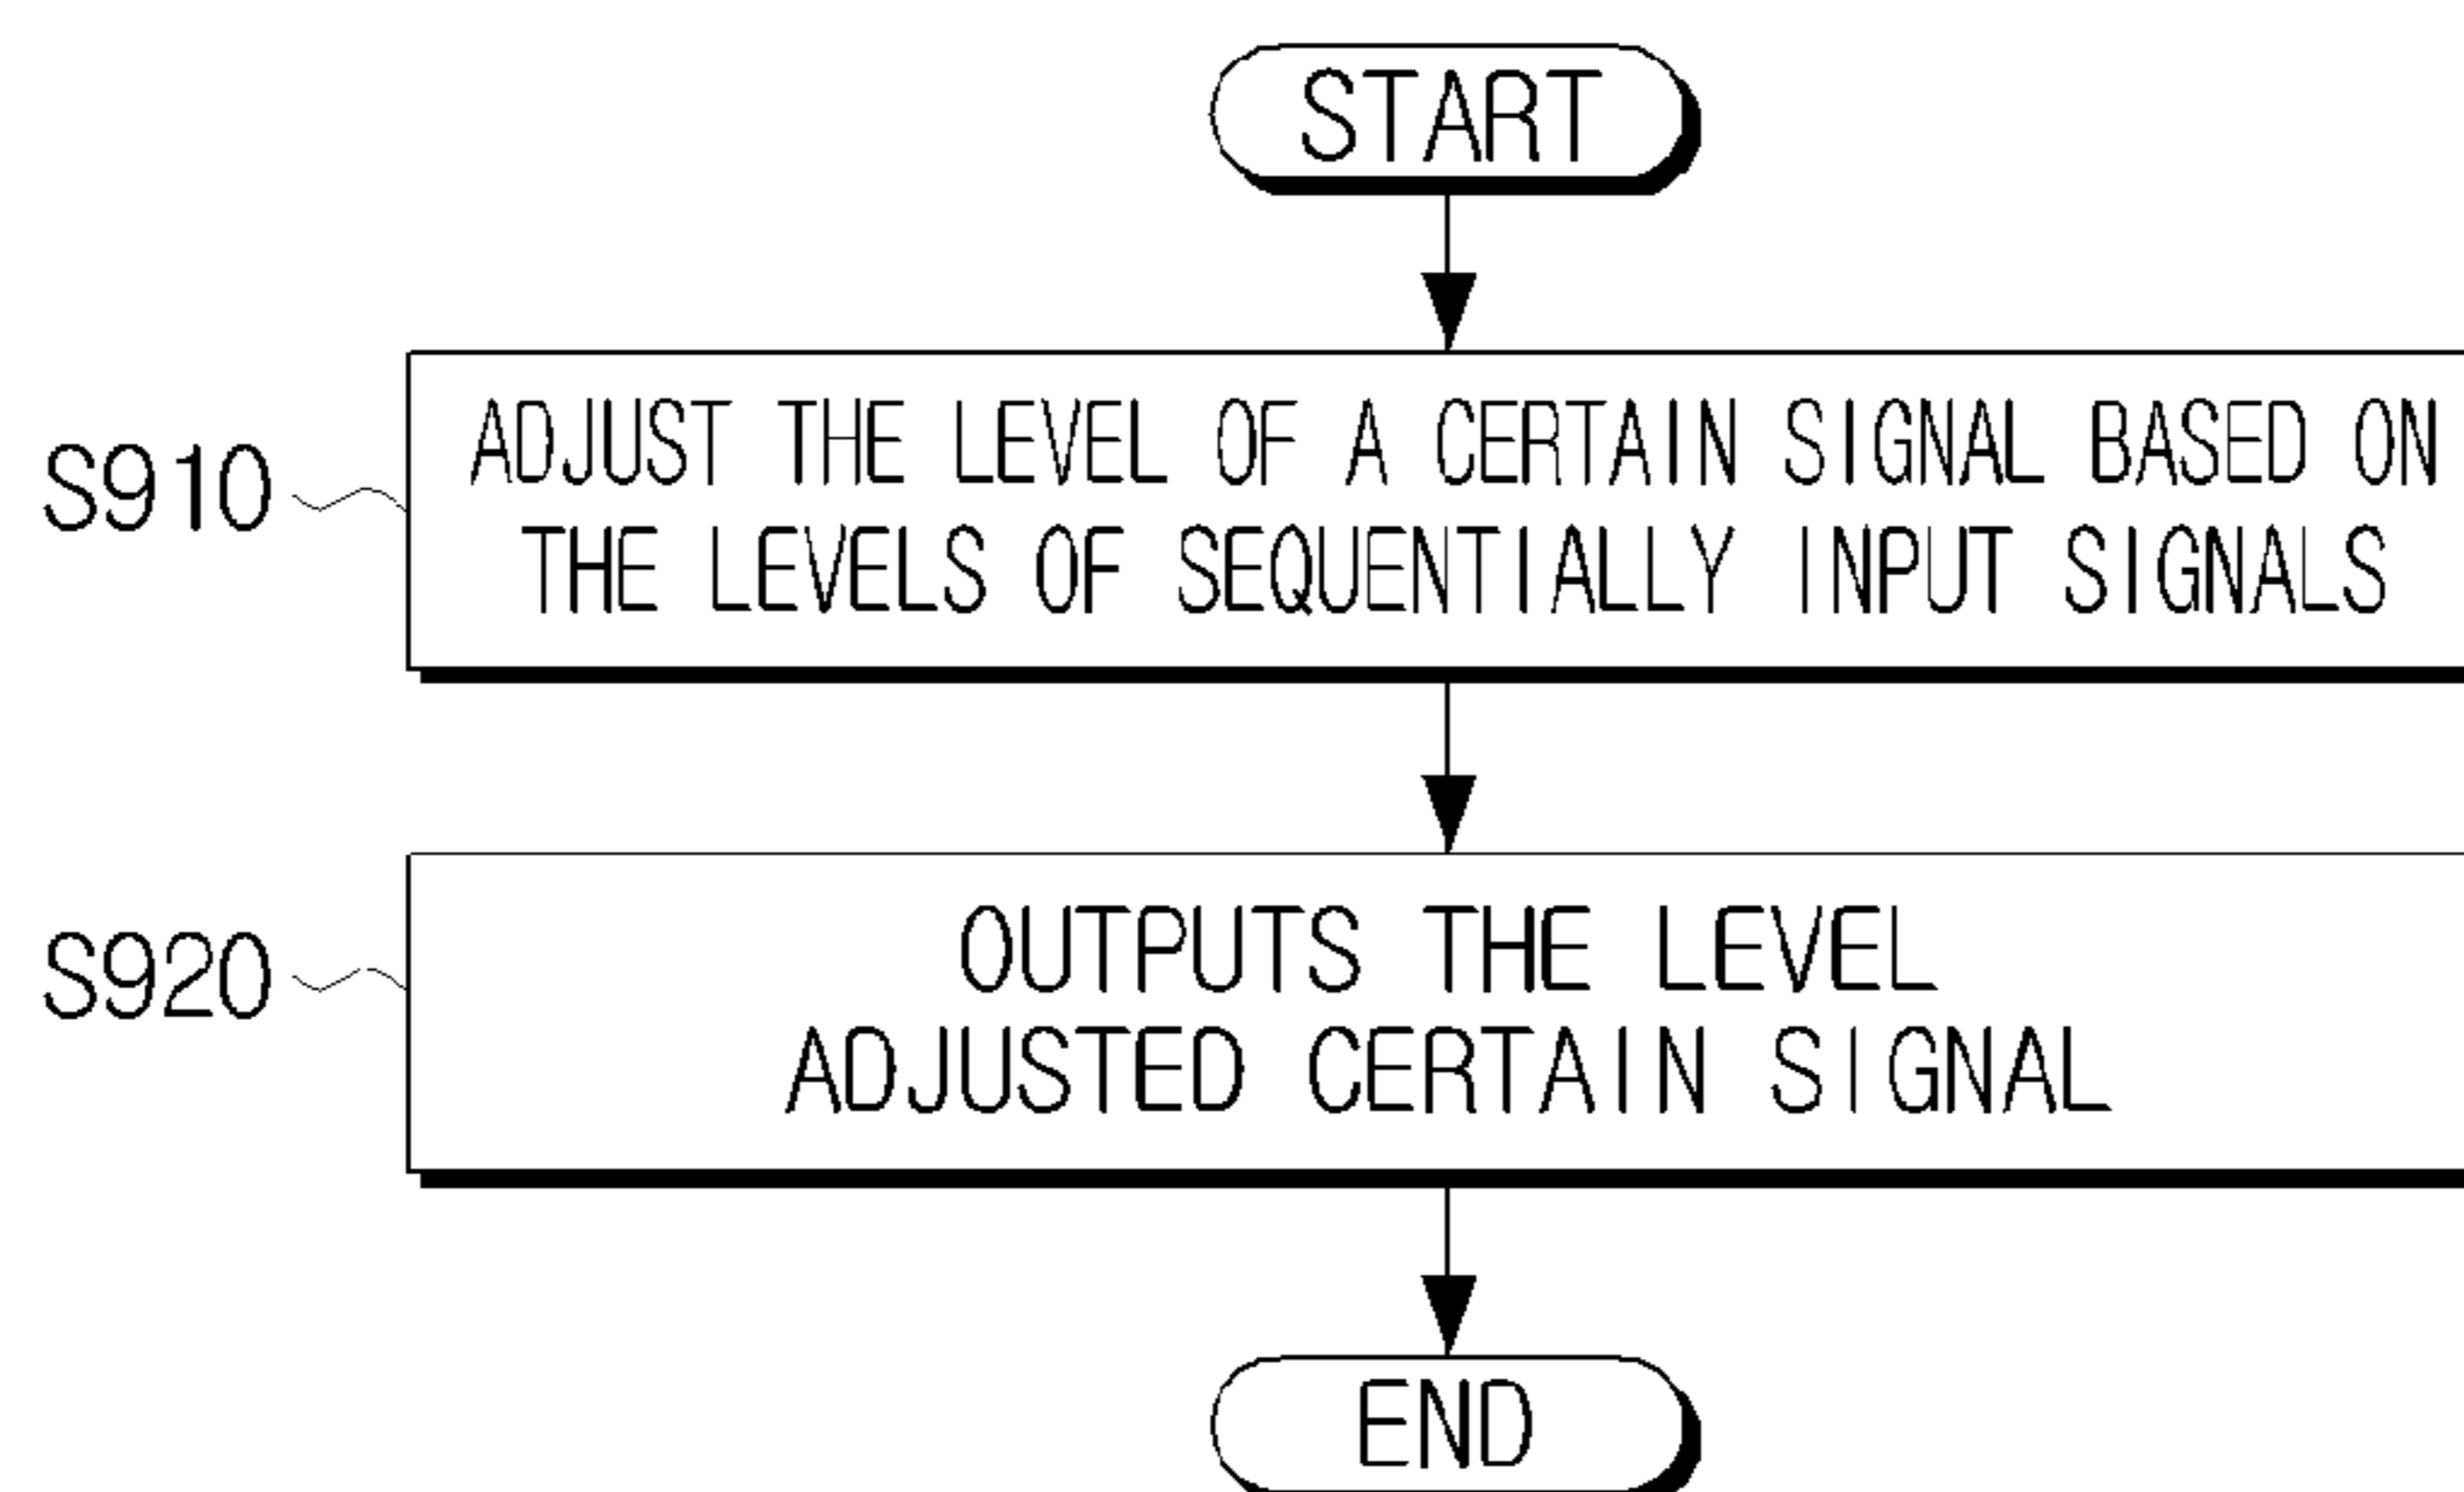 START
S910
ADJUST THE LEVEL OF A CERTAIN SIGNAL BASED ON
THE LEVELS OF SEQUENTIALLY INPUT SIGNALS
S920
OUTPUTS THE LEVEL
ADJUSTED CERTAIN SIGNAL
END